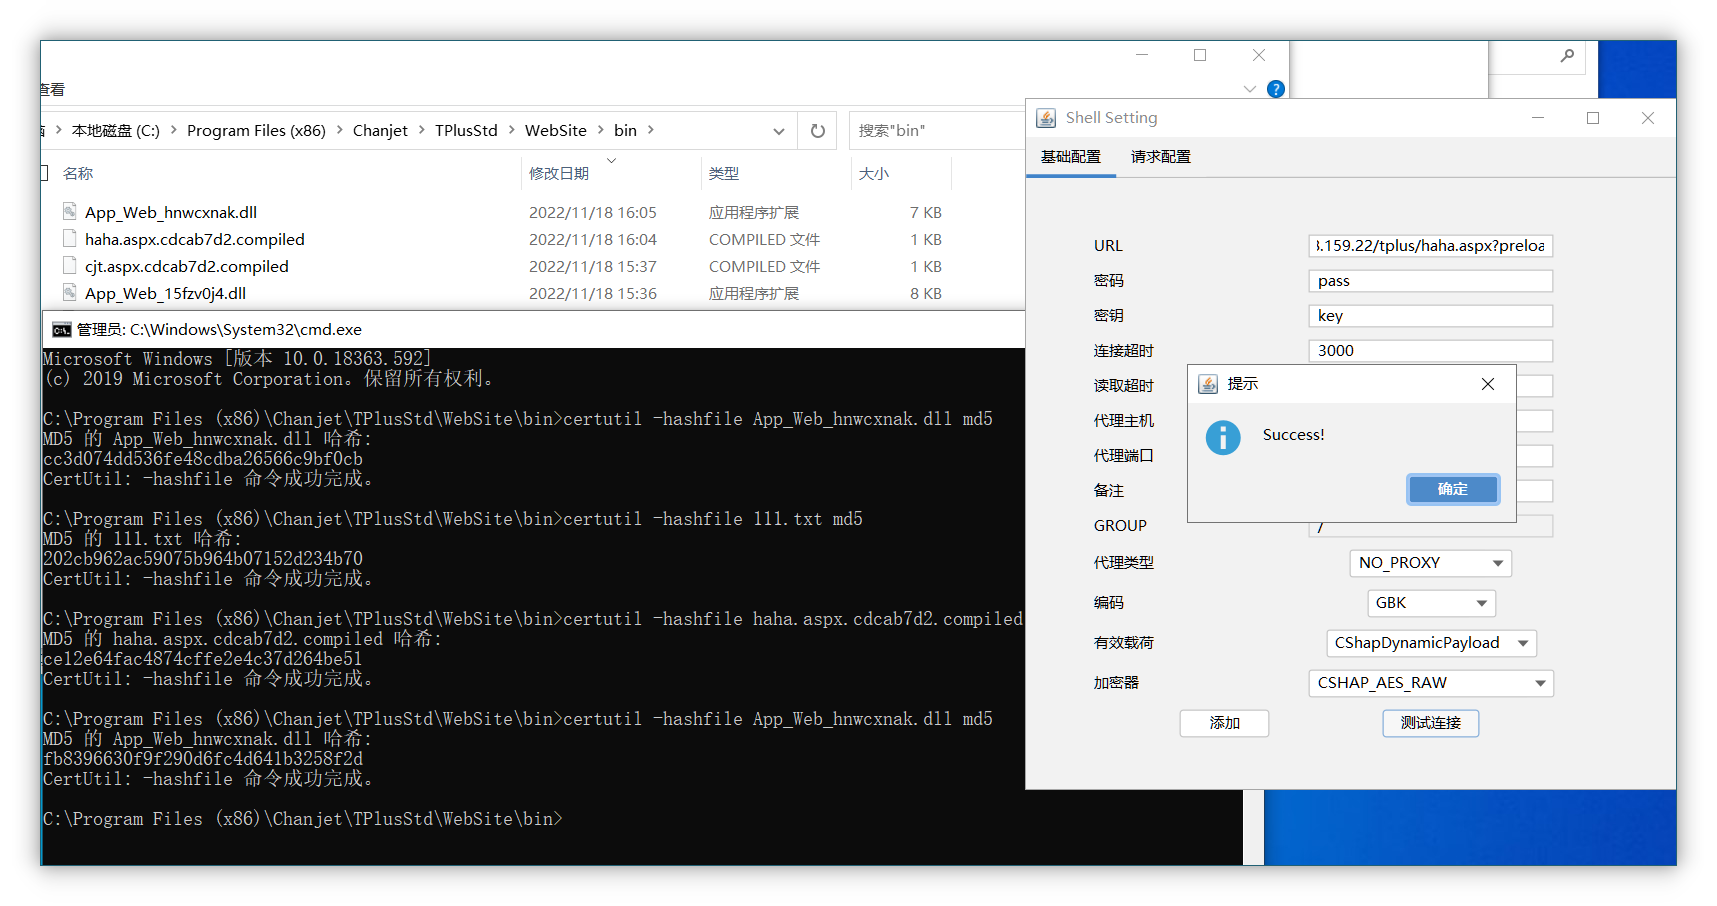 查看
本地磁盘 (C:) > Program Files (x86) > Chanjet > TPlusStd > WebSite > bin >
搜索"bin"
名称 修改日期 类型 大小
App_Web_hnwcxnak.dll 2022/11/18 16:05 应用程序扩展 7 KB
haha.aspx.cdcab7d2.compiled 2022/11/18 16:04 COMPILED 文件 1 KB
cjt.aspx.cdcab7d2.compiled 2022/11/18 15:37 COMPILED 文件 1 KB
App_Web_15fzv0j4.dll 2022/11/18 15:36 应用程序扩展 8 KB
管理员: C:\Windows\System32\cmd.exe
Microsoft Windows [版本 10.0.18363.592]
(c) 2019 Microsoft Corporation。保留所有权利。
C:\Program Files (x86)\Chanjet\TPlusStd\WebSite\bin>certutil -hashfile App_Web_hnwcxnak.dll md5
MD5 的 App_Web_hnwcxnak.dll 哈希:
cc3d074dd536fe48cdba26566c9bf0cb
CertUtil: -hashfile 命令成功完成。
C:\Program Files (x86)\Chanjet\TPlusStd\WebSite\bin>certutil -hashfile 111.txt md5
MD5 的 111.txt 哈希:
202cb962ac59075b964b07152d234b70
CertUtil: -hashfile 命令成功完成。
C:\Program Files (x86)\Chanjet\TPlusStd\WebSite\bin>certutil -hashfile haha.aspx.cdcab7d2.compiled
MD5 的 haha.aspx.cdcab7d2.compiled 哈希:
ce12e64fac4874cffe2e4c37d264be51
CertUtil: -hashfile 命令成功完成。
C:\Program Files (x86)\Chanjet\TPlusStd\WebSite\bin>certutil -hashfile App_Web_hnwcxnak.dll md5
MD5 的 App_Web_hnwcxnak.dll 哈希:
fb8396630f9f290d6fc4d641b3258f2d
CertUtil: -hashfile 命令成功完成。
C:\Program Files (x86)\Chanjet\TPlusStd\WebSite\bin>
Shell Setting
基础配置 请求配置
URL 3.159.22/tplus/haha.aspx?preloa
密码 pass
密钥 key
连接超时 3000
读取超时
代理主机
代理端口
备注
GROUP /
代理类型 NO_PROXY
编码 GBK
有效载荷 CShapDynamicPayload
加密器 CSHAP_AES_RAW
添加 测试连接
提示
Success!
确定